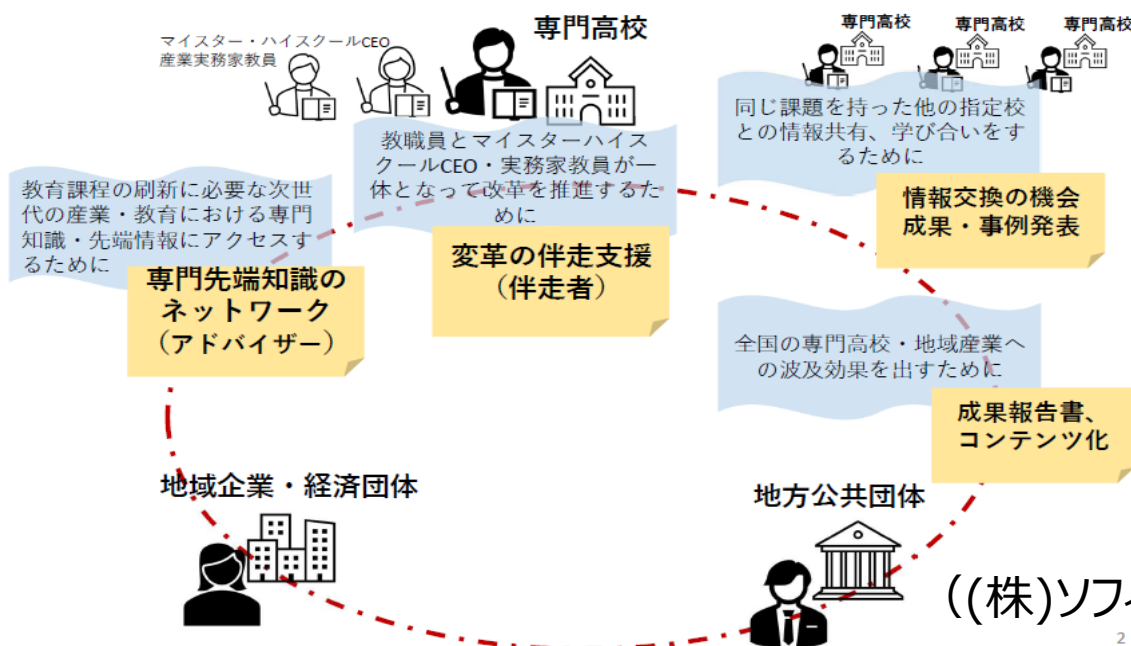 マイスター・ハイスクールCEO
産業実務家教員
専門高校
専門高校
専門高校
専門高校
教職員とマイスターハイス
クールCEO・実務家教員が一
体となって改革を推進するた
めに
変革の伴走支援
（伴走者）
同じ課題を持った他の指定校
との情報共有、学び合いをす
るために
情報交換の機会
成果・事例発表
教育課程の刷新に必要な次世
代の産業・教育における専門
知識・先端情報にアクセスす
るために
専門先端知識の
ネットワーク
（アドバイザー）
全国の専門高校・地域産業へ
の波及効果を出すために
成果報告書、
コンテンツ化
地域企業・経済団体
地方公共団体
((株)ソフィ
2